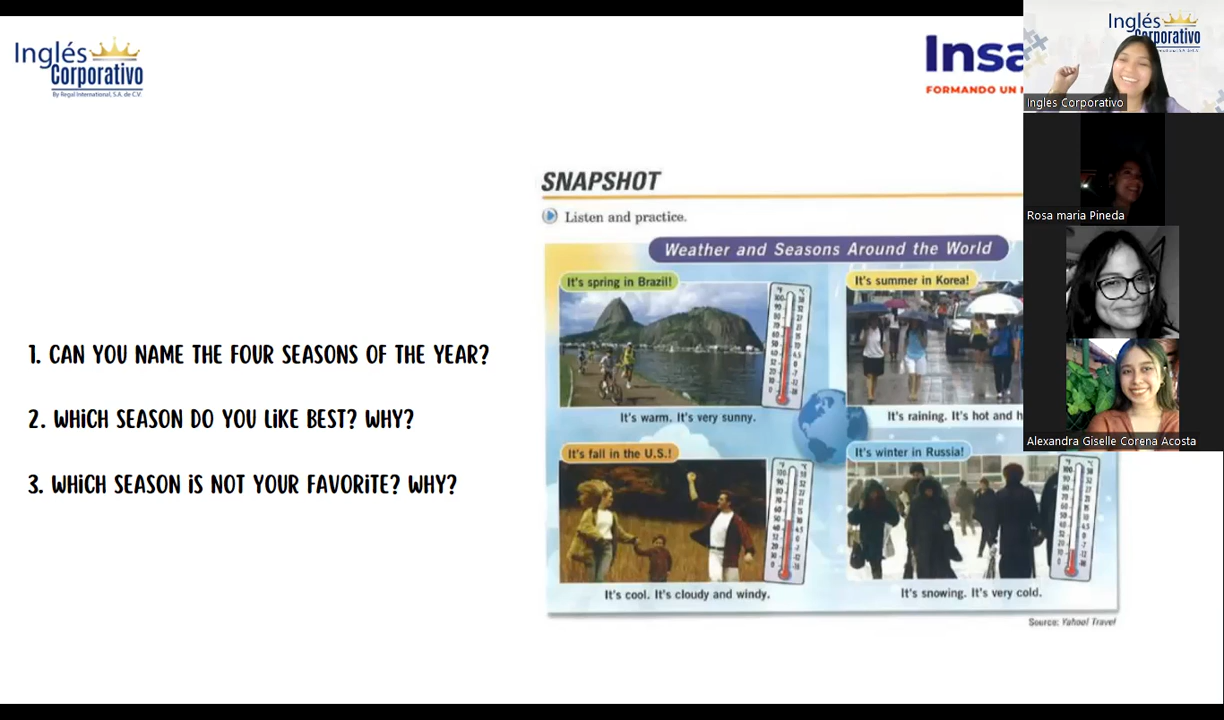 Inglés
Corporativo
By Regal International, S.A. de C.V.
Insa
FORMANDO UN
Inglés
Corporativo
Ingles Corporativo
Rosa maria Pineda
Alexandra Giselle Corena Acosta
1. CAN YOU NAME THE FOUR SEASONS OF THE YEAR?
2. WHICH SEASON DO YOU LIKE BEST? WHY?
3. WHICH SEASON IS NOT YOUR FAVORITE? WHY?
SNAPSHOT
Listen and practice.
Weather and Seasons Around the World
It's spring in Brazil!
It's warm. It's very sunny.
It's summer in Korea!
It's raining. It's hot and h
It's fall in the U.S.!
It's cool. It's cloudy and windy.
It's winter in Russia!
It's snowing. It's very cold.
Source: Yahoo! Travel